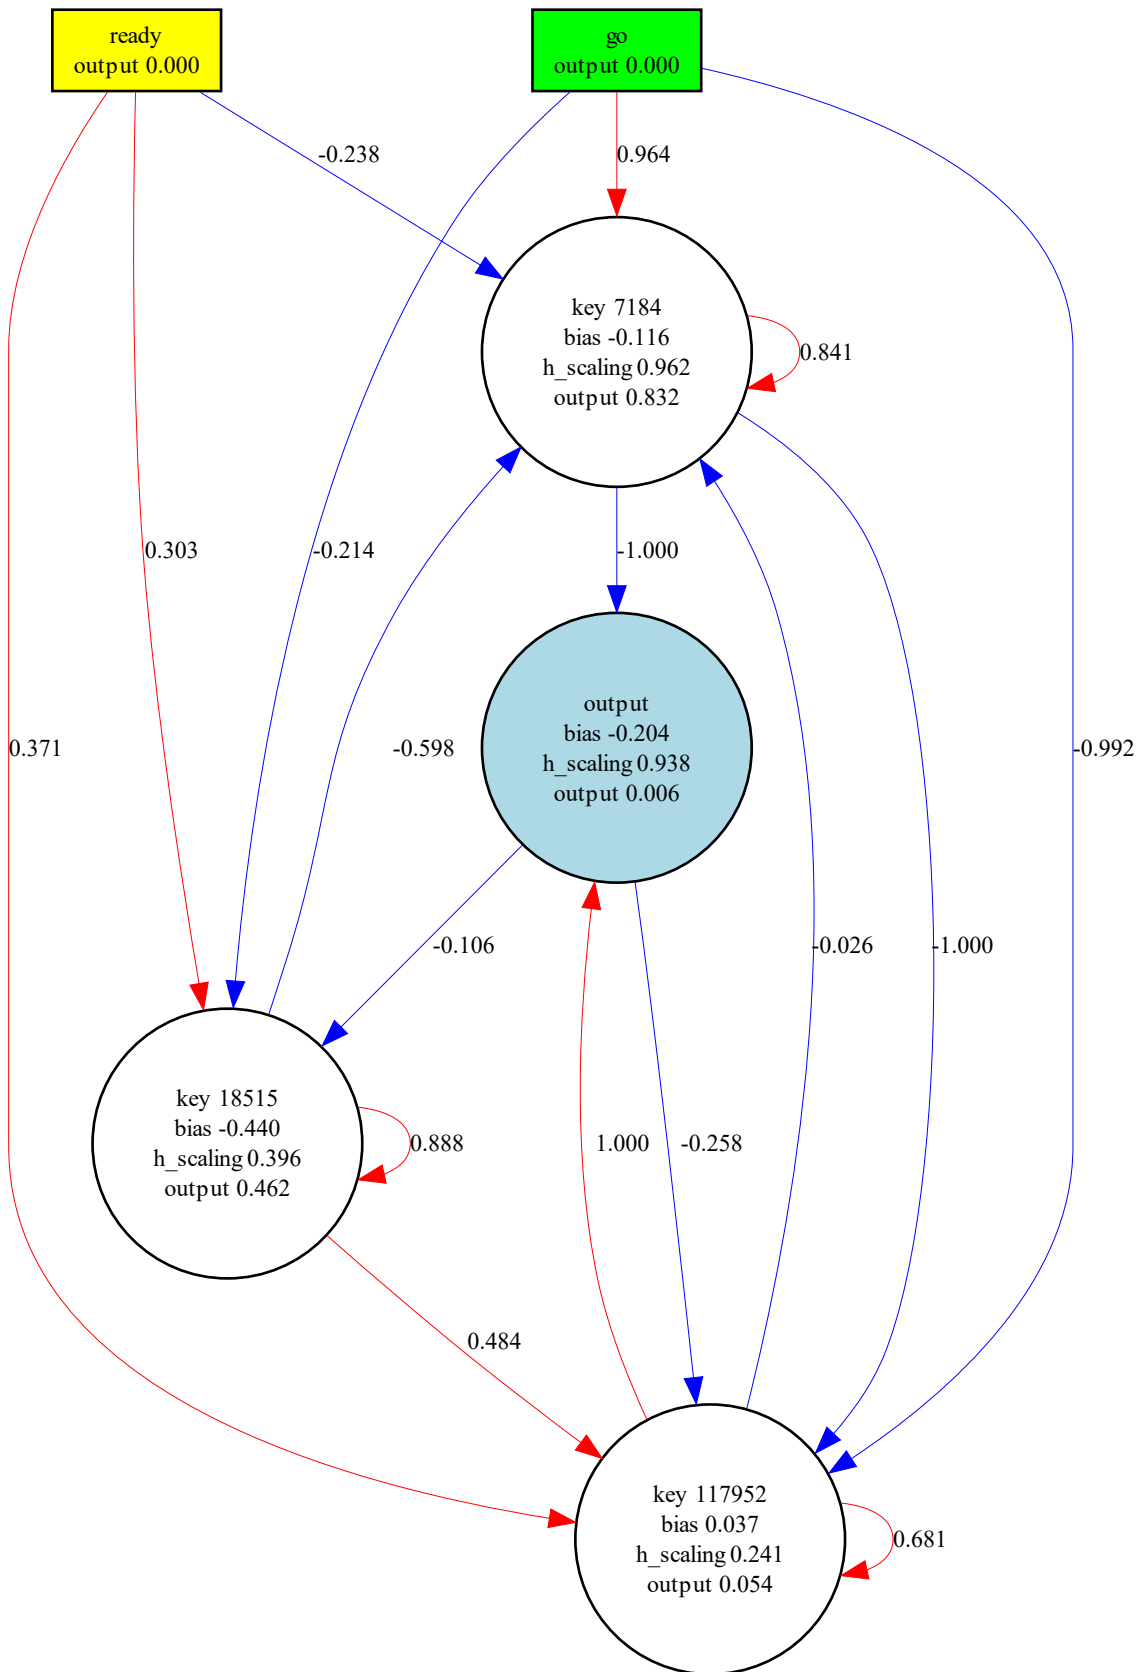 ready
output 0.000
go
output 0.000
-0.238
0.964
key 7184
bias -0.116
h_scaling 0.962
output 0.832
0.841
0.303
-0.214
-1.000
output
bias -0.204
h_scaling 0.938
output 0.006
0.371
-0.598
-0.992
-0.106
-0.026
-1.000
key 18515
bias -0.440
h_scaling 0.396
output 0.462
0.888
1.000
-0.258
0.484
key 117952
bias 0.037
h_scaling 0.241
output 0.054
0.681